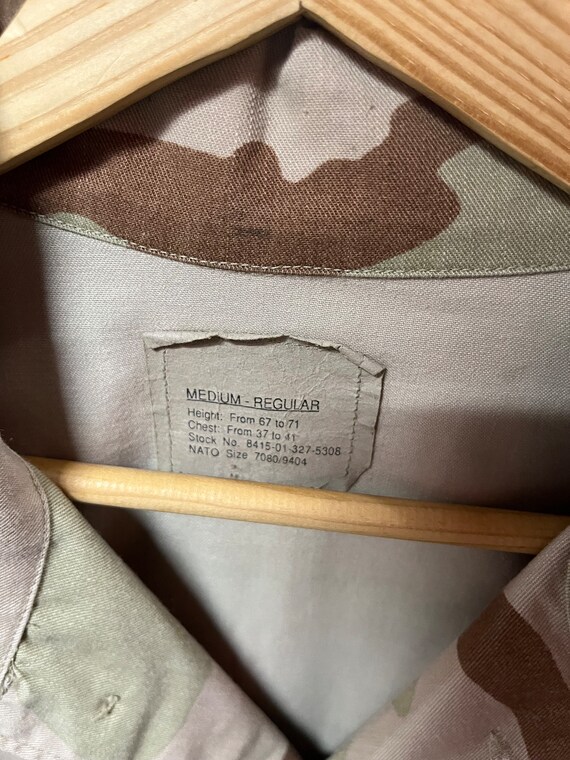 MEDIUM - REGULAR
Height: From 67 to 71
Chest: From 37 to 41
Stock No. 8415-01-327-5308
NATO Size 7080/9404